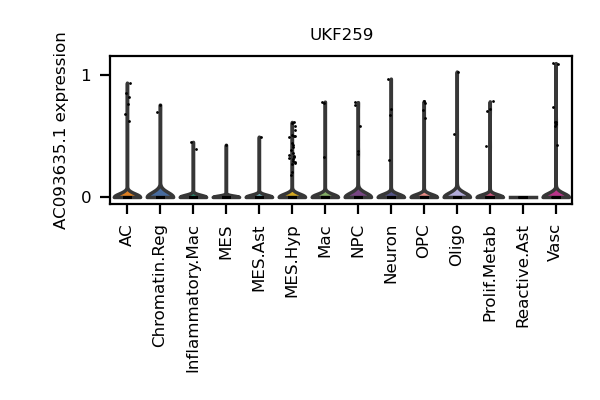 UKF259
AC093635.1 expression
1
0
AC
Chromatin.Reg
Inflammatory.Mac
MES
MES.Ast
MES.Hyp
Mac
NPC
Neuron
OPC
Oligo
Prolif.Metab
Reactive.Ast
Vasc